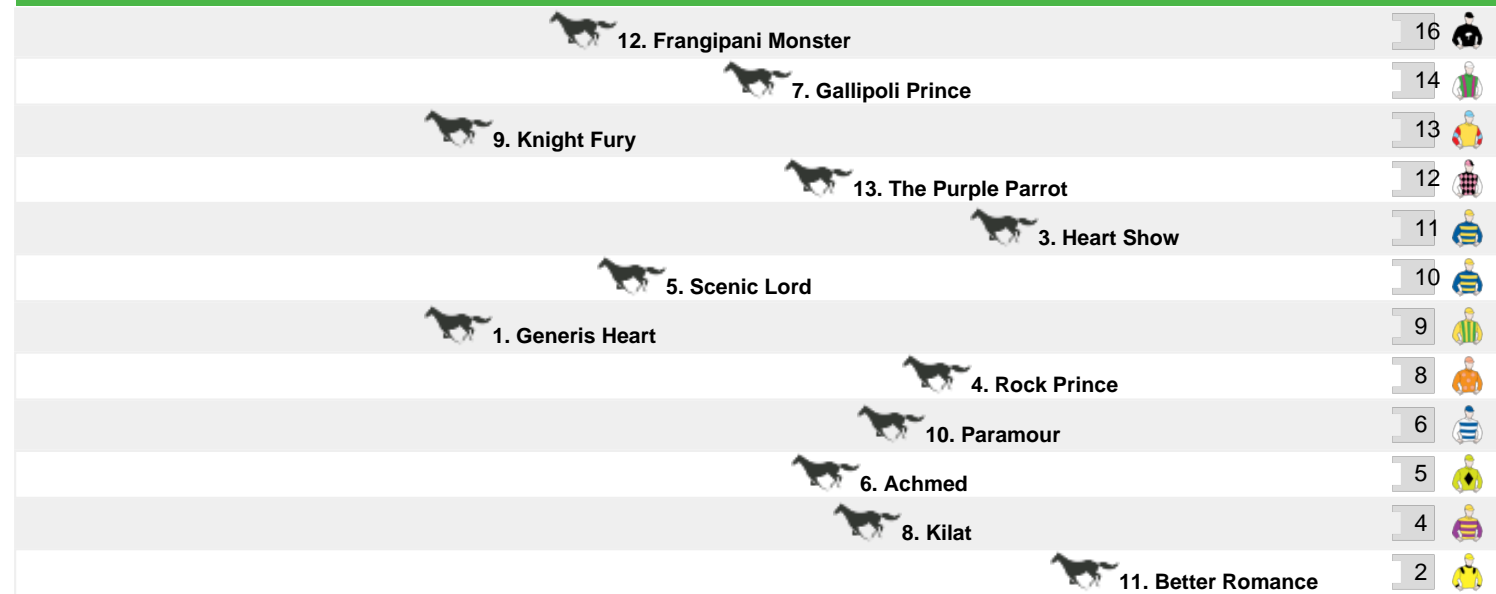 12. Frangipani Monster 16
7. Gallipoli Prince 14
9. Knight Fury 13
13. The Purple Parrot 12
3. Heart Show 11
5. Scenic Lord 10
1. Generis Heart 9
4. Rock Prince 8
10. Paramour 6
6. Achmed 5
8. Kilat 4
11. Better Romance 2